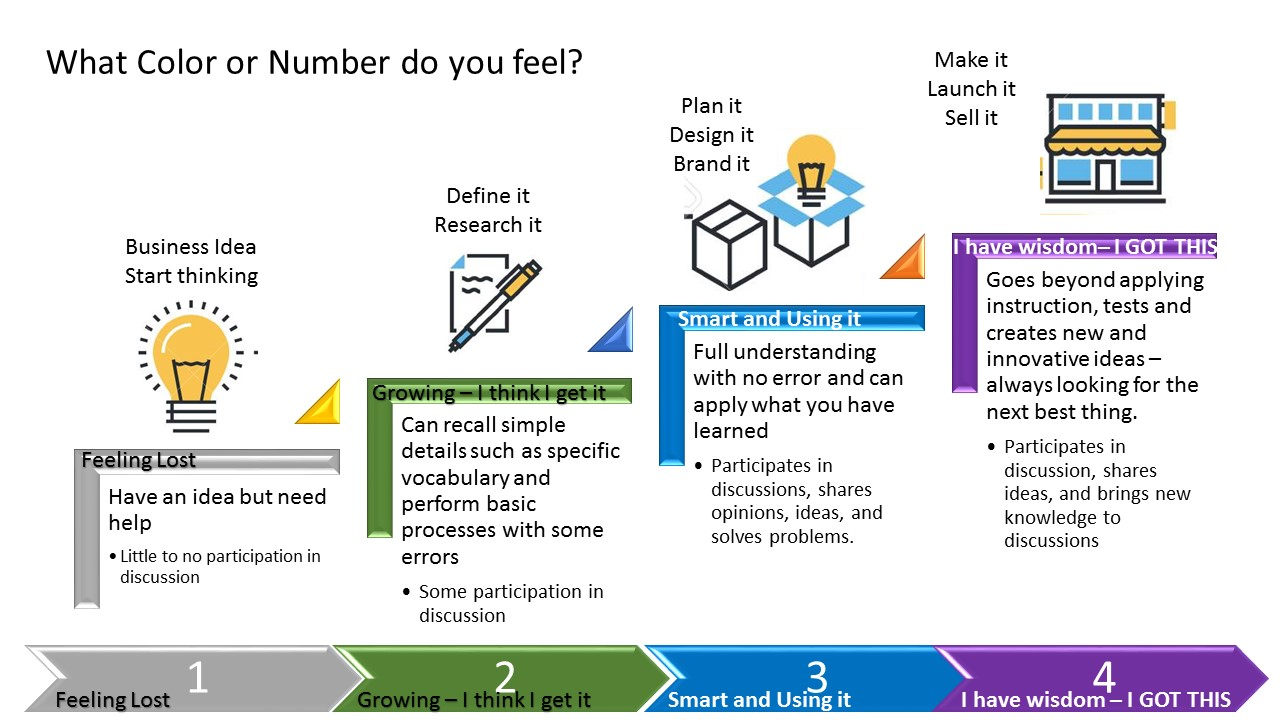 What Color or Number do you feel?
Business Idea
Start thinking
Feeling Lost
Have an idea but need
help
• Little to no participation in
discussion
Define it
Research it
Growing – I think I get it
Can recall simple
details such as specific
vocabulary and
perform basic
processes with some
errors
• Some participation in
discussion
Plan it
Design it
Brand it
Smart and Using it
Full understanding
with no error and can
apply what you have
learned
• Participates in
discussions, shares
opinions, ideas, and
solves problems.
Make it
Launch it
Sell it
I have wisdom– I GOT THIS
Goes beyond applying
instruction, tests and
creates new and
innovative ideas –
always looking for the
next best thing.
• Participates in
discussion, shares
ideas, and brings new
knowledge to
discussions
1
Feeling Lost
2
Growing – I think I get it
3
Smart and Using it
4
I have wisdom – I GOT THIS